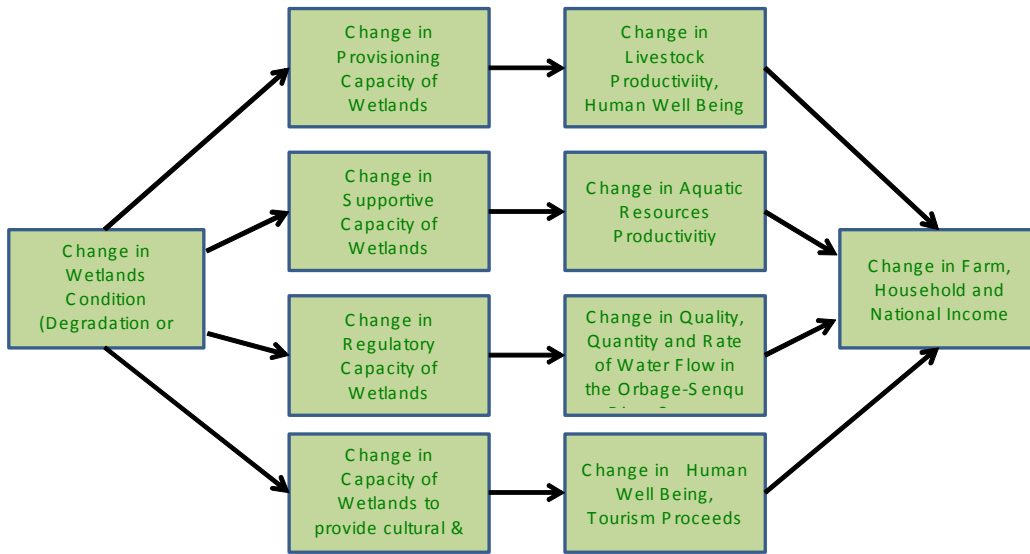 Change in
Provisioning
Capacity of
Wetlands
Change in
Livestock
Productiviity,
Human Well Being
Change in
Supportive
Capacity of
Wetlands
Change in Aquatic
Resources
Productivitiy
Change in
Wetlands
Condition
(Degradation or
Change in Farm,
Household and
National Income
Change in
Regulatory
Capacity of
Wetlands
Change in Quality,
Quantity and Rate
of Water Flow in
the Orbage-Senqu
Change in
Capacity of
Wetlands to
provide cultural &
Change in Human
Well Being,
Tourism Proceeds